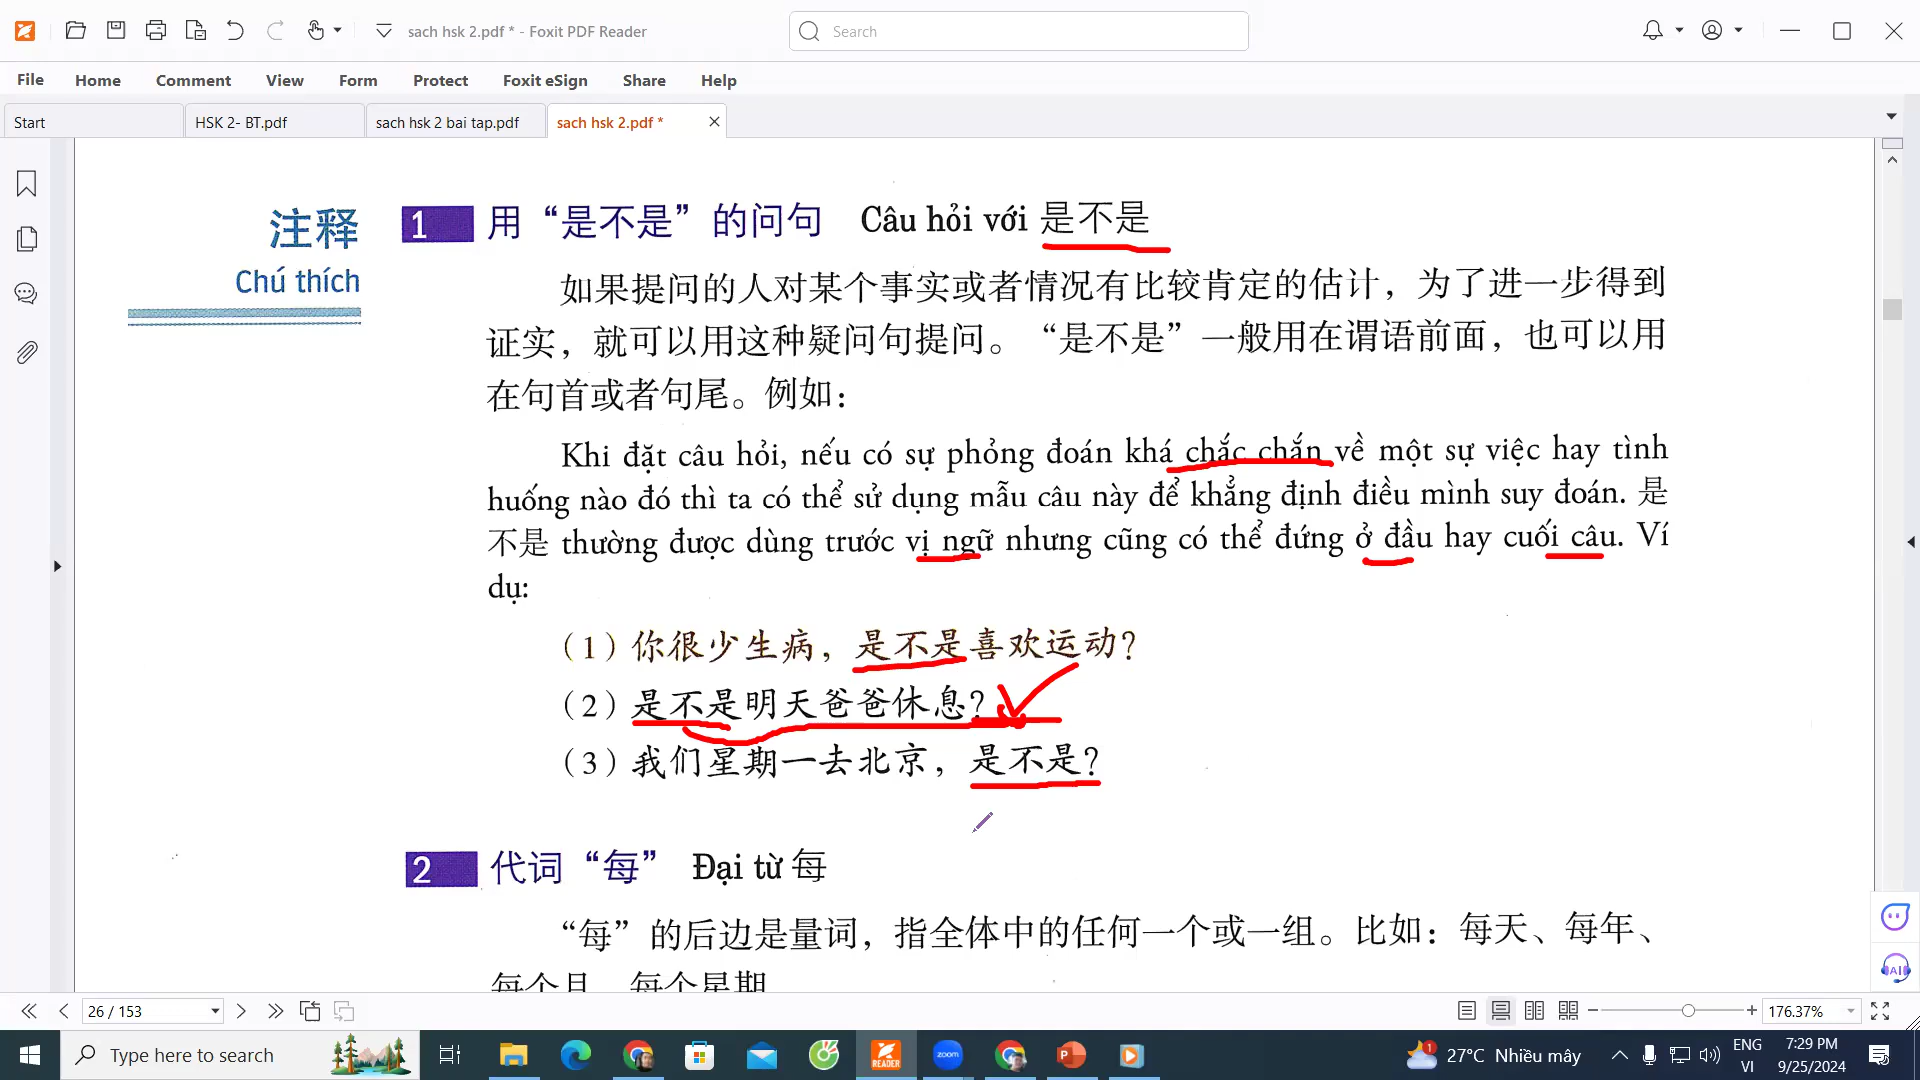 sach hsk 2.pdf * - Foxit PDF Reader
Search
File Home Comment View Form Protect Foxit eSign Share Help
Start
HSK 2- BT.pdf
sach hsk 2 bai tap.pdf
sach hsk 2.pdf *
注释
Chú thích
1 用“是不是”的问句 Câu hỏi với 是不是
如果提问的人对某个事实或者情况有比较肯定的估计，为了进一步得到
证实，就可以用这种疑问句提问。“是不是”一般用在谓语前面，也可以用
在句首或者句尾。例如：
Khi đặt câu hỏi, nếu có sự phỏng đoán khá chắc chắn về một sự việc hay tình
huống nào đó thì ta có thể sử dụng mẫu câu này để khẳng định điều mình suy đoán. 是
不是 thường được dùng trước vị ngữ nhưng cũng có thể đứng ở đầu hay cuối câu. Ví
dụ:
（1）你很少生病，是不是喜欢运动？
（2）是不是明天爸爸休息？
（3）我们星期一去北京，是不是？
2 代词“每” Đại từ 每
“每”的后边是量词，指全体中的任何一个或一组。比如：每天、每年、
每个月、每个星期
26 / 153
176.37%
Type here to search
READER
zoom
27°C Nhiều mây
ENG
VI
7:29 PM
9/25/2024